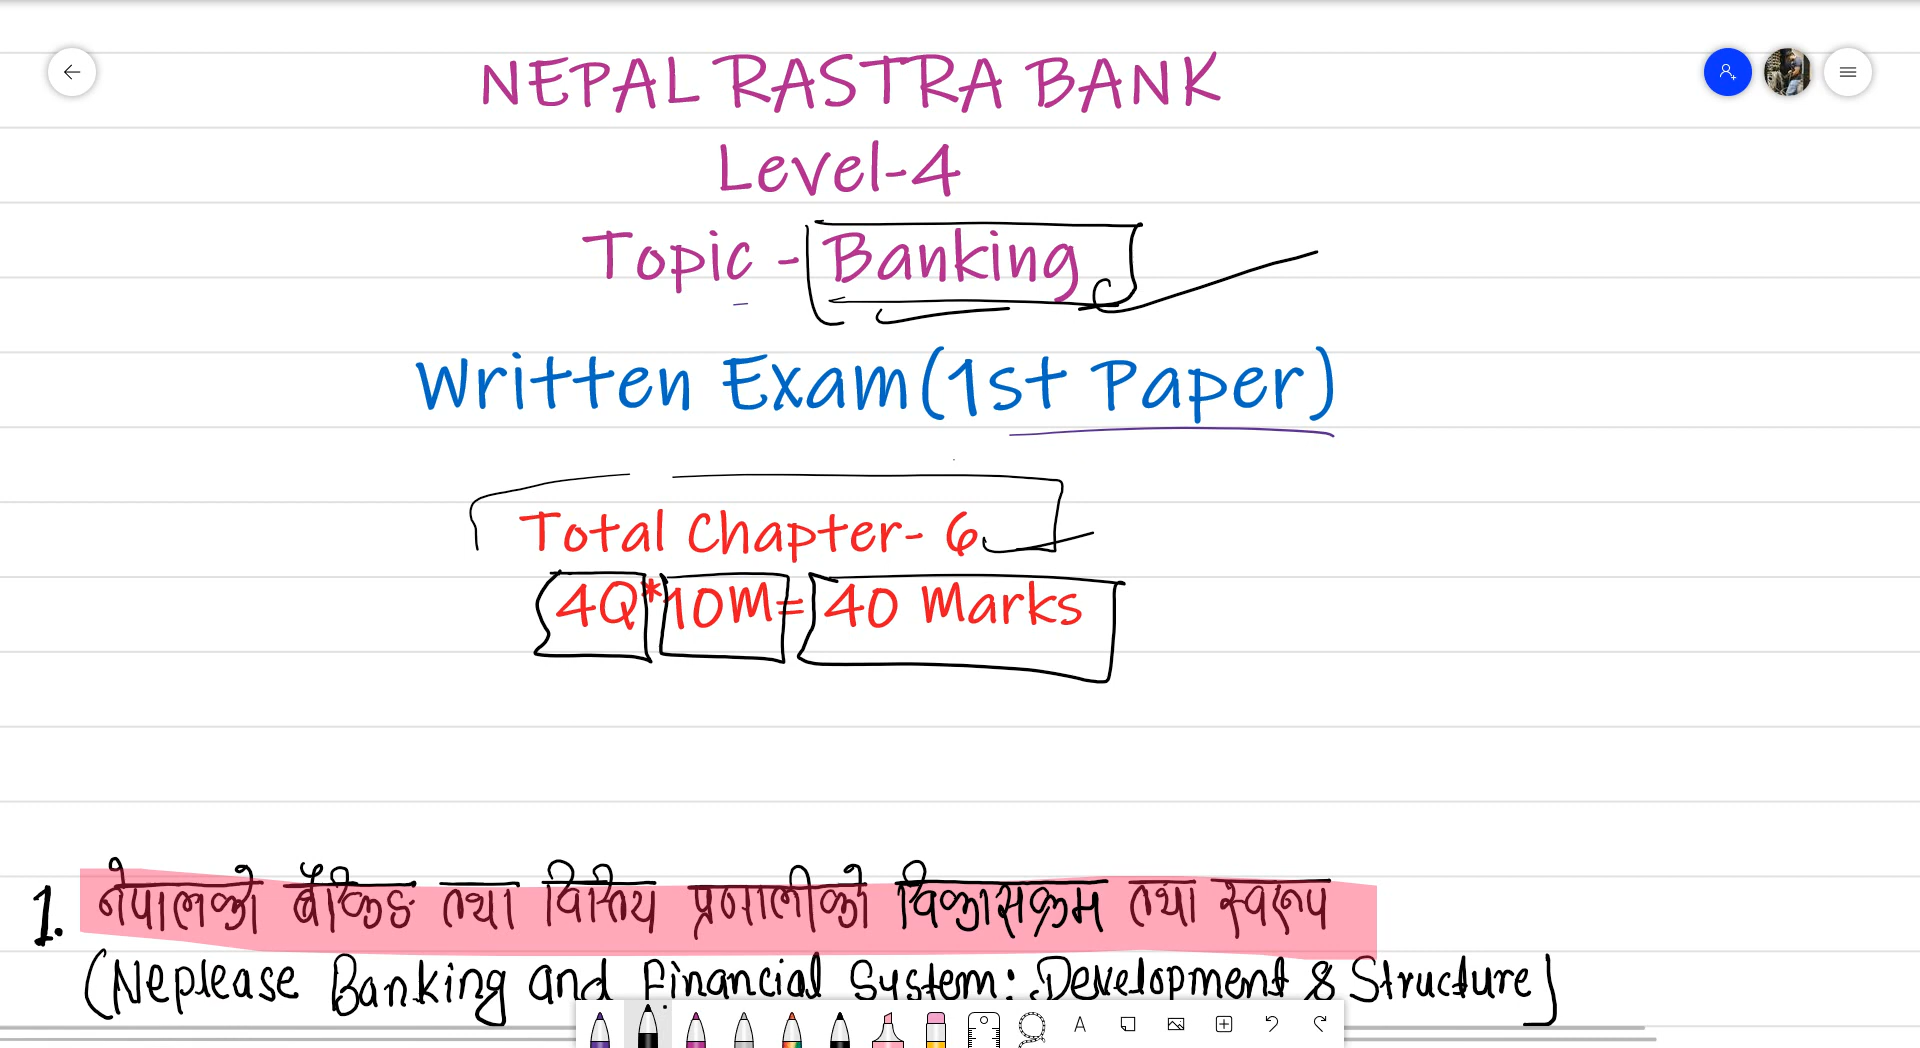 NEPAL RASTRA BANK
Level-4
Topic - Banking
Written Exam(1st Paper)
Total Chapter- 6
4Q*10M= 40 Marks
1. नेपालको बैंकिङ तथा वित्तिय प्रणालीको विकासक्रम तथा स्वरूप
(Neplease Banking and Financial System: Development & Structure)